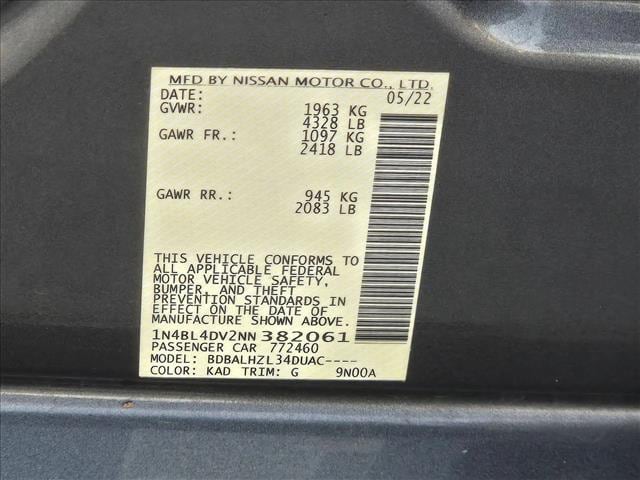 MFD BY NISSAN MOTOR CO., LTD.
DATE: 05/22
GVWR: 1963 KG
4328 LB
GAWR FR.: 1097 KG
2418 LB
GAWR RR.: 945 KG
2083 LB
THIS VEHICLE CONFORMS TO
ALL APPLICABLE FEDERAL
MOTOR VEHICLE SAFETY,
BUMPER, AND THEFT
PREVENTION STANDARDS IN
EFFECT ON THE DATE OF
MANUFACTURE SHOWN ABOVE.
1N4BL4DV2NN382061
PASSENGER CAR 772460
MODEL: BDBALHZL34DUAC----
COLOR: KAD TRIM: G 9N00A